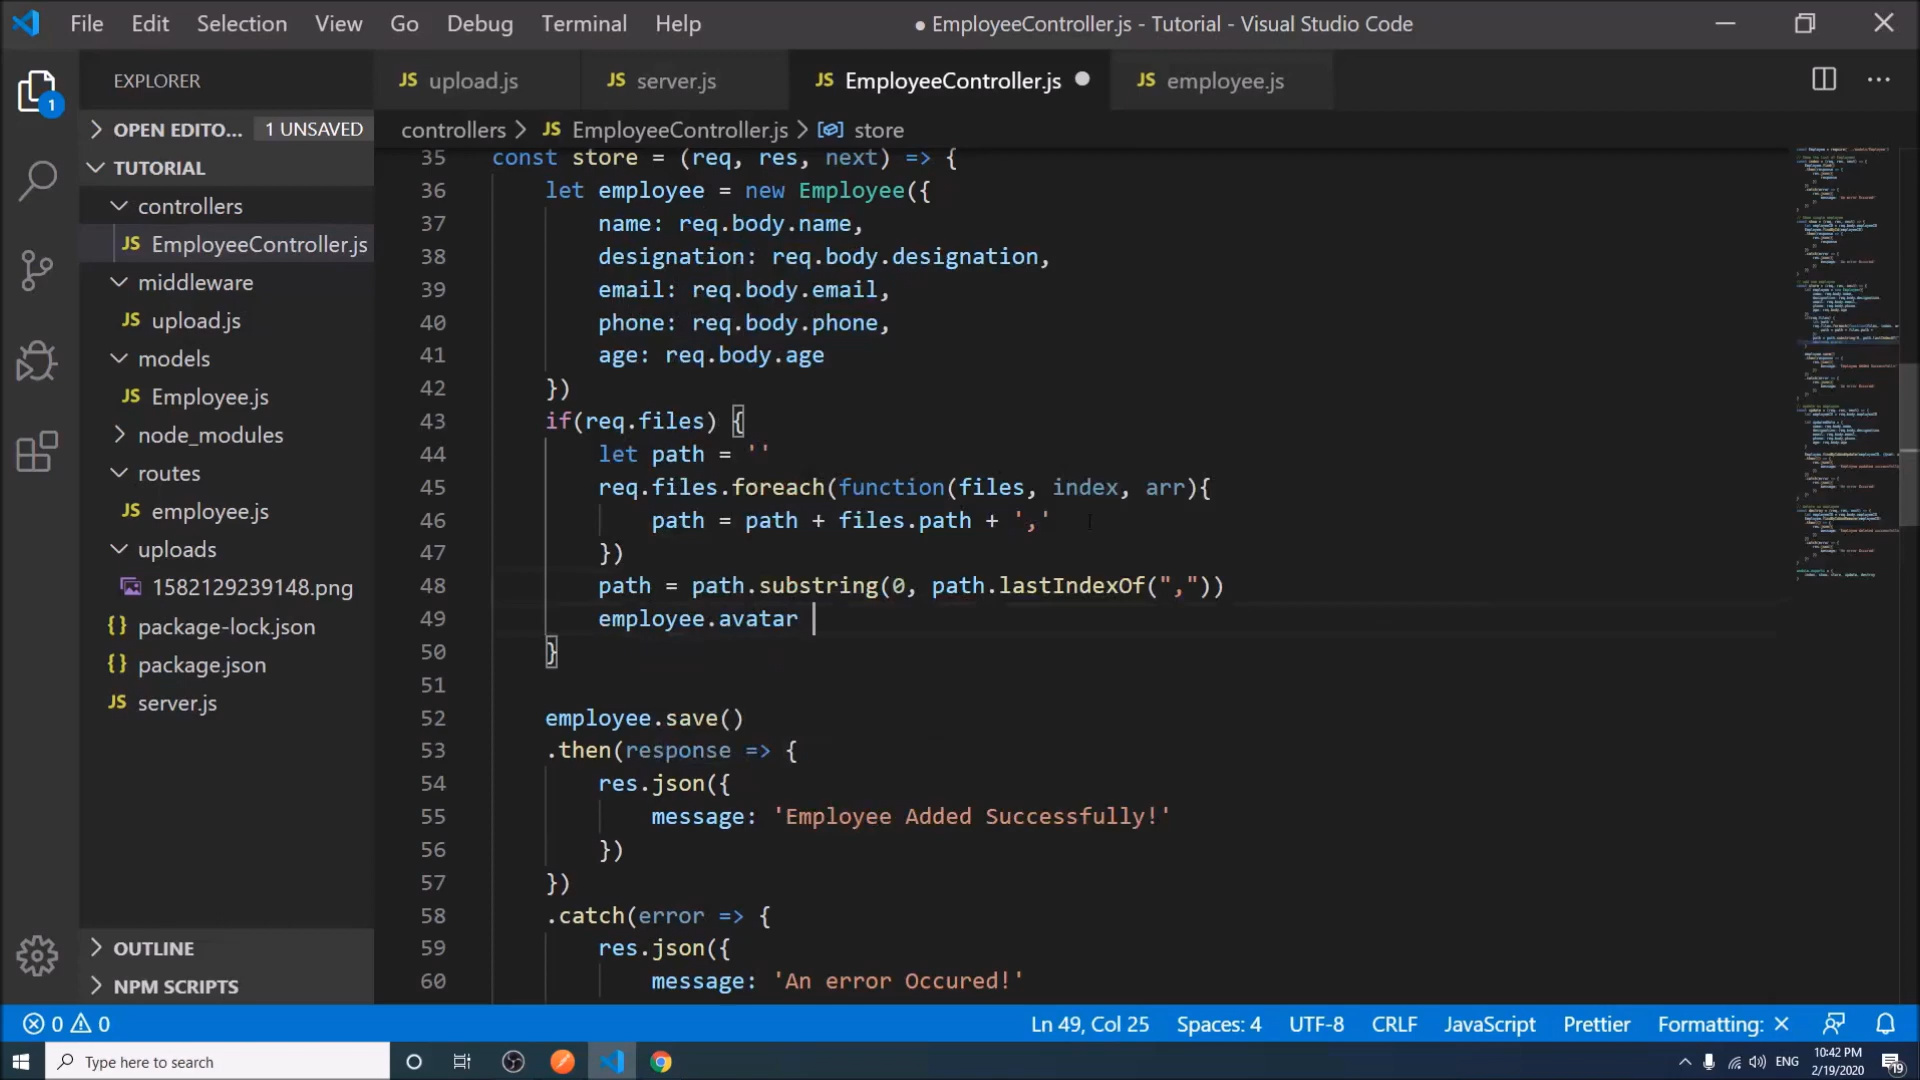 File Edit Selection View Go Debug Terminal Help
● EmployeeController.js - Tutorial - Visual Studio Code
EXPLORER
JS upload.js
JS server.js
JS EmployeeController.js
JS employee.js
OPEN EDITO... 1 UNSAVED
controllers > JS EmployeeController.js > store
TUTORIAL
controllers
JS EmployeeController.js
middleware
JS upload.js
models
JS Employee.js
node_modules
routes
JS employee.js
uploads
1582129239148.png
{} package-lock.json
{} package.json
JS server.js
OUTLINE
NPM SCRIPTS
1
35 const store = (req, res, next) => {
36 let employee = new Employee({
37 name: req.body.name,
38 designation: req.body.designation,
39 email: req.body.email,
40 phone: req.body.phone,
41 age: req.body.age
42 })
43 if(req.files) {
44 let path = ''
45 req.files.foreach(function(files, index, arr){
46 path = path + files.path + ','
47 })
48 path = path.substring(0, path.lastIndexOf(","))
49 employee.avatar
50 }
51
52 employee.save()
53 .then(response => {
54 res.json({
55 message: 'Employee Added Successfully!'
56 })
57 })
58 .catch(error => {
59 res.json({
60 message: 'An error Occured!'
0 0
Ln 49, Col 25 Spaces: 4 UTF-8 CRLF JavaScript Prettier Formatting: ×
Type here to search
ENG
10:42 PM
2/19/2020
19